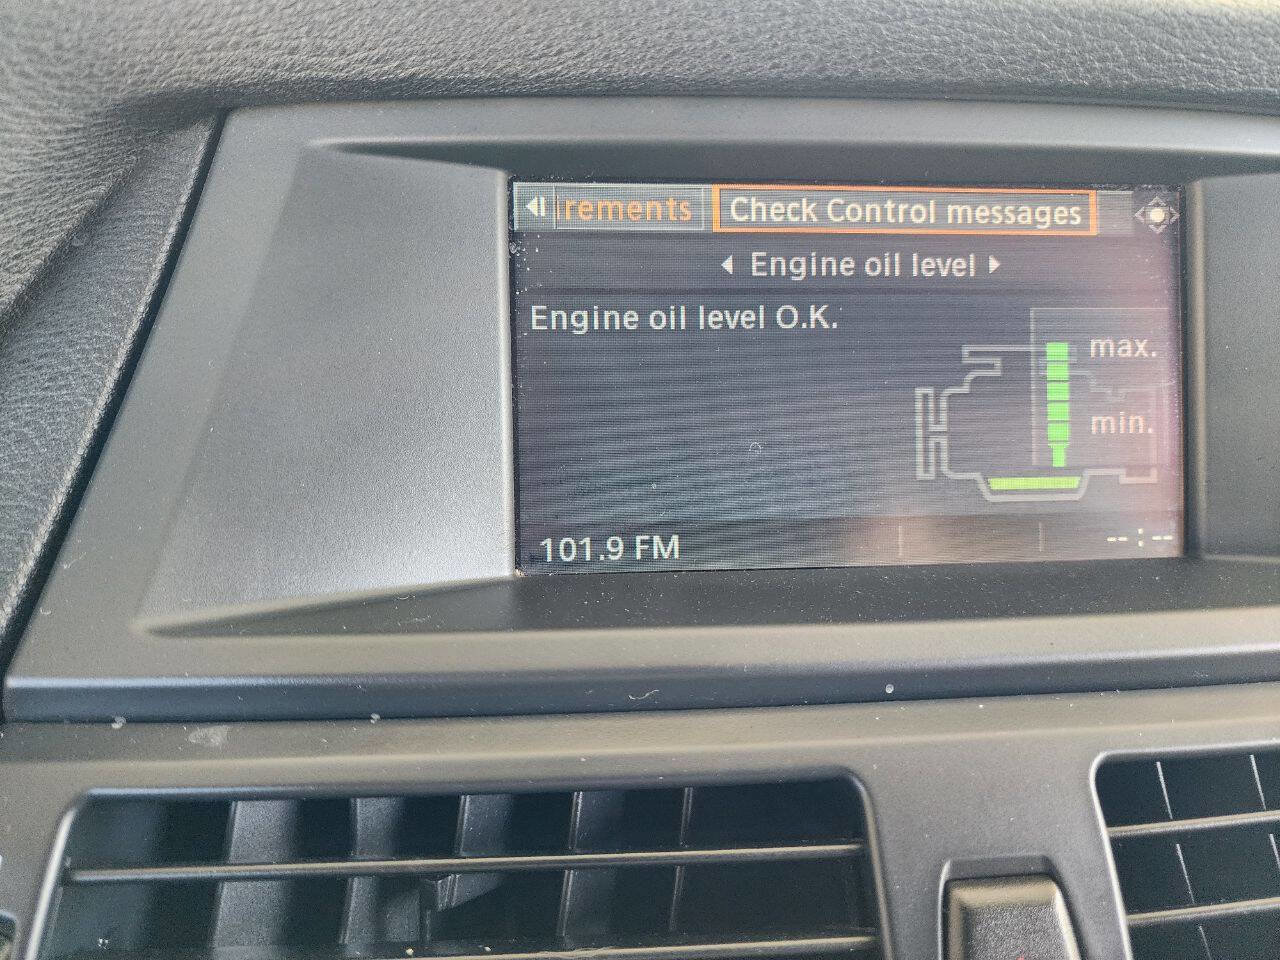 rements Check Control messages
Engine oil level
Engine oil level O.K.
max.
min.
101.9 FM
-- : --